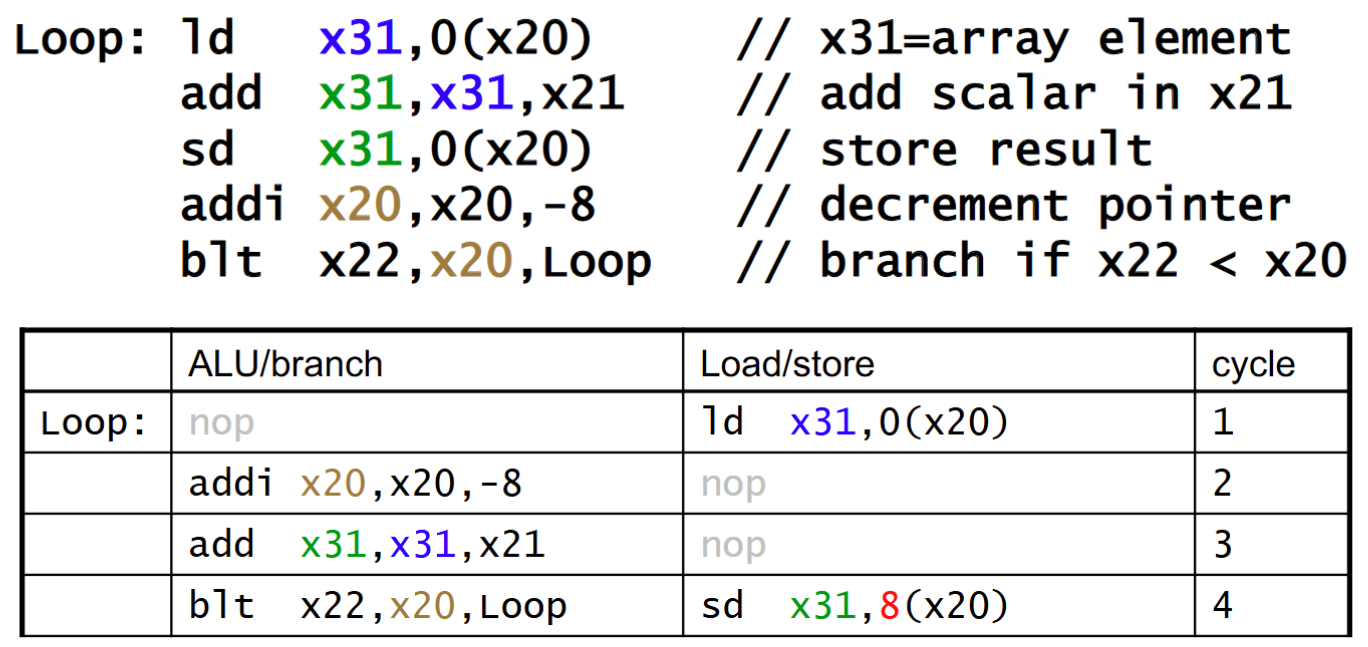 Loop: ld x31,0(x20) // x31=array element
add x31,x31,x21 // add scalar in x21
sd x31,0(x20) // store result
addi x20,x20,-8 // decrement pointer
blt x22,x20,Loop // branch if x22 < x20
ALU/branch Load/store cycle
Loop: nop ld x31,0(x20) 1
addi x20,x20,-8 nop 2
add x31,x31,x21 nop 3
blt x22,x20,Loop sd x31,8(x20) 4